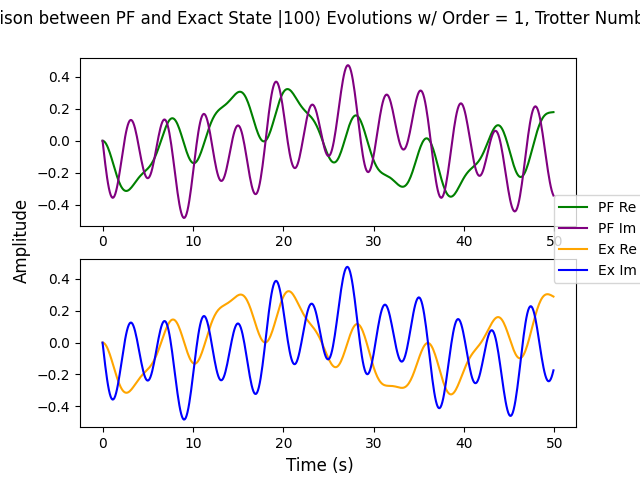 ison between PF and Exact State |100⟩ Evolutions w/ Order = 1, Trotter Numb
0.4
0.2
0.0
−0.2
−0.4
0 10 20 30 40 50
PF Re
PF Im
Ex Re
Ex Im
Amplitude
0.4
0.2
0.0
−0.2
−0.4
0 10 20 30 40 50
Time (s)